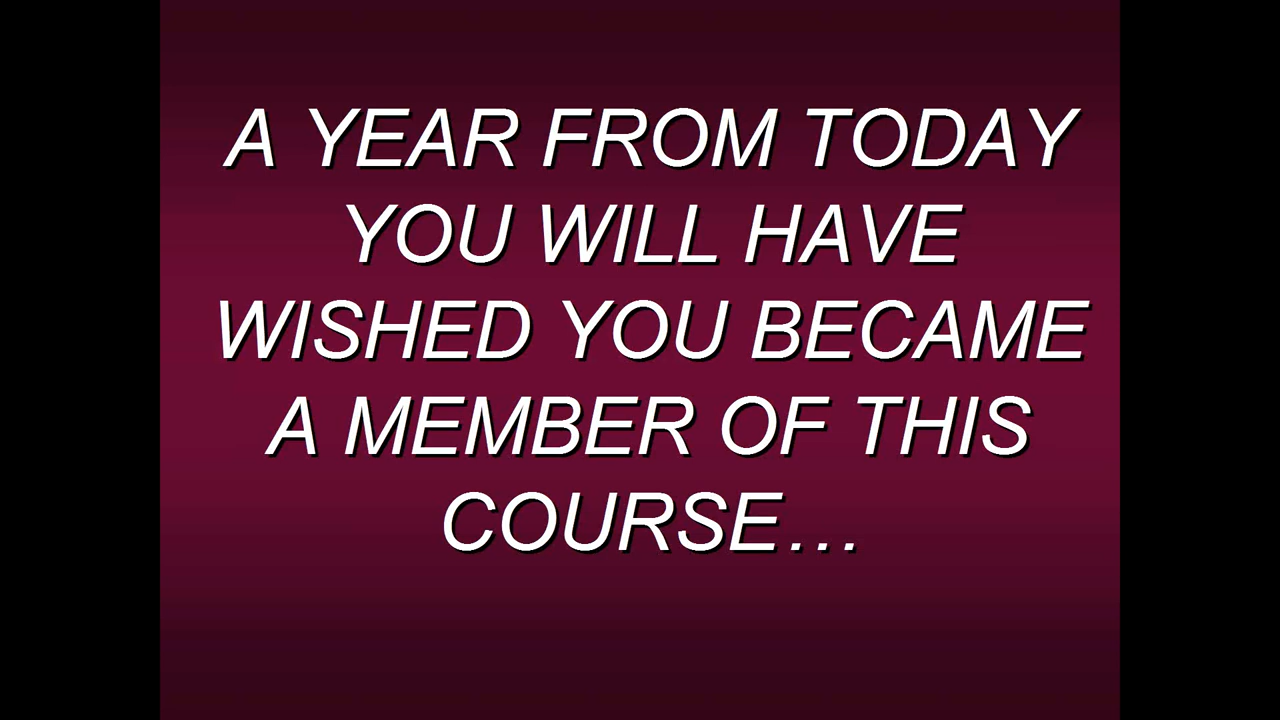 A YEAR FROM TODAY
YOU WILL HAVE
WISHED YOU BECAME
A MEMBER OF THIS
COURSE…